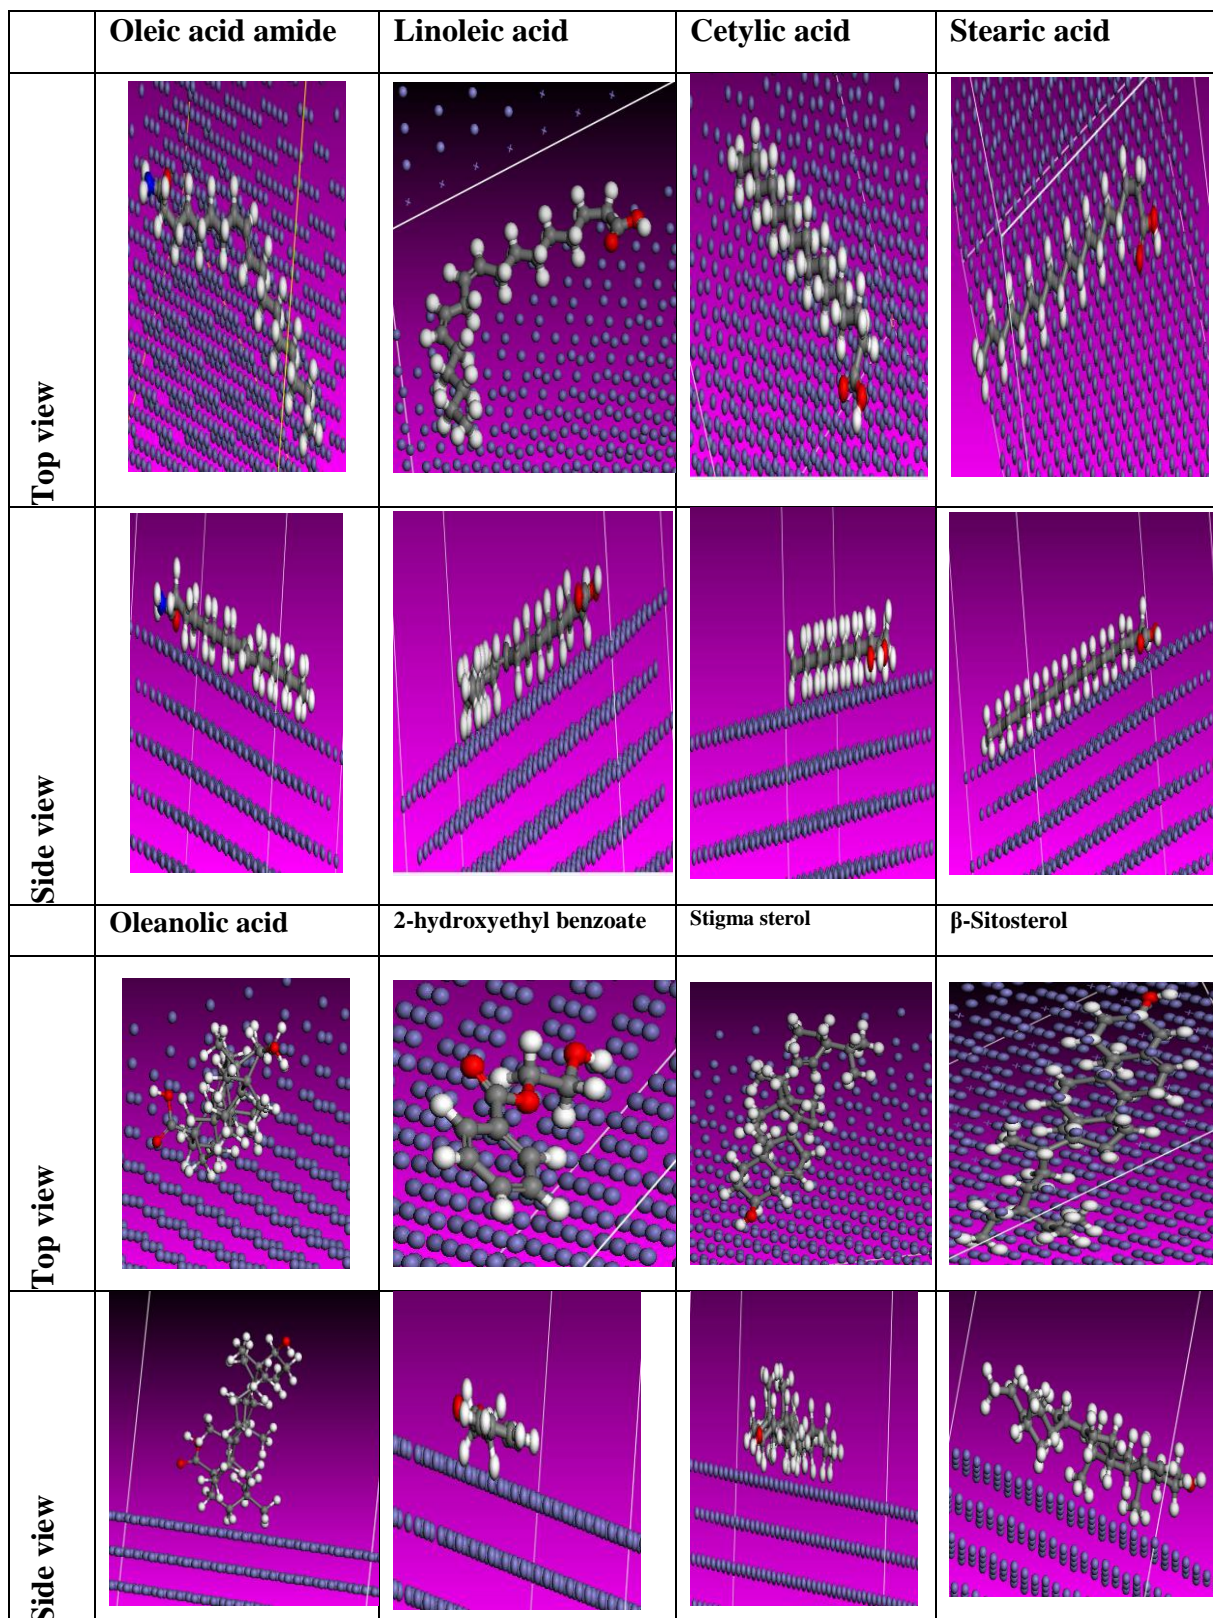 Oleic acid amide
Linoleic acid
Cetylic acid
Stearic acid
Top view
Side view
Oleanolic acid
2-hydroxyethyl benzoate
Stigma sterol
β-Sitosterol
Top view
Side view